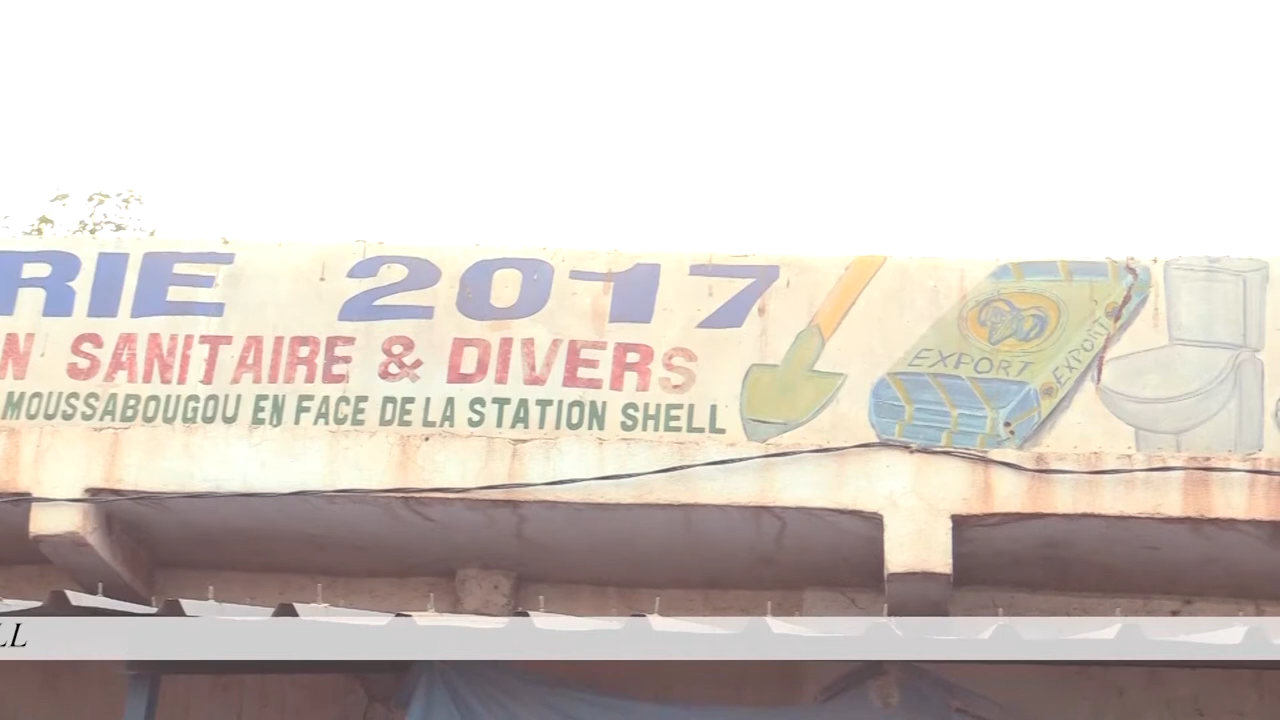 RIE 2017
N SANITAIRE & DIVERS
MOUSSABOUGOU EN FACE DE LA STATION SHELL
EXPORT
EXPORT
LL